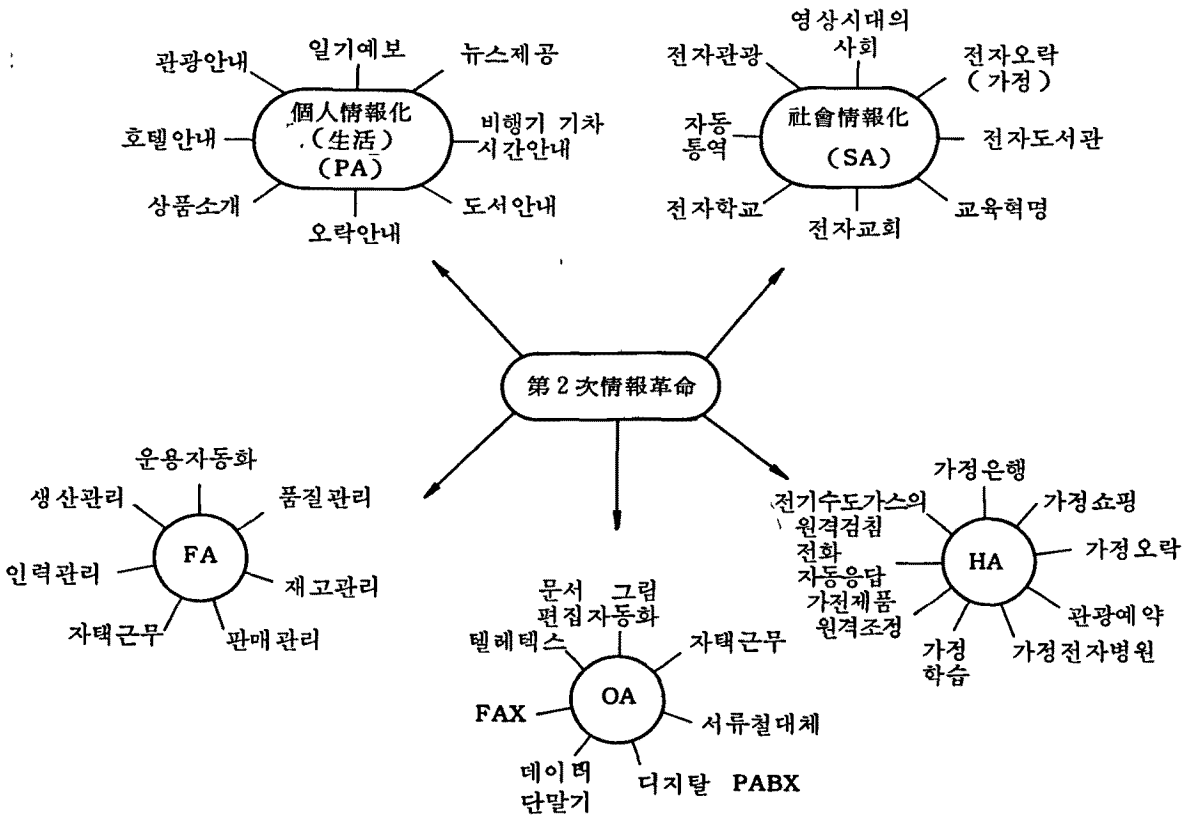 일기예보
관광안내
뉴스제공
個人情報化
(生活)
(PA)
호텔안내
비행기 기차
시간안내
상품소개
도서안내
오락안내
영상시대의
사회
전자관광
전자오락
(가정)
자동
통역
社會情報化
(SA)
전자도서관
전자학교
교육혁명
전자교회
第2次情報革命
운용자동화
생산관리
품질관리
FA
인력관리
재고관리
자택근무
판매관리
문서 그림
편집자동화
텔레텍스
자택근무
OA
FAX
서류철대체
데이터
단말기
디지탈 PABX
가정은행
전기수도가스의
원격검침
가정쇼핑
전화
자동응답
HA
가정오락
가전제품
원격조정
관광예약
가정
학습
가정전자병원